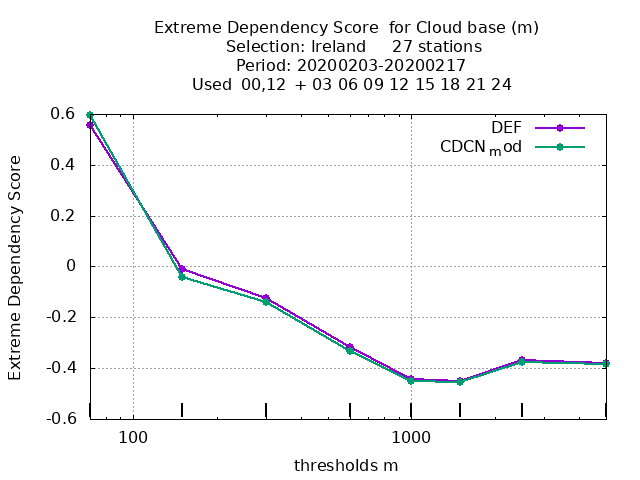 Extreme Dependency Score  for Cloud base (m)
Selection: Ireland     27 stations
Period: 20200203-20200217
Used  00,12  + 03 06 09 12 15 18 21 24
Extreme Dependency Score
0.6
0.4
0.2
0
-0.2
-0.4
-0.6
DEF
CDCNmod
100
1000
thresholds m